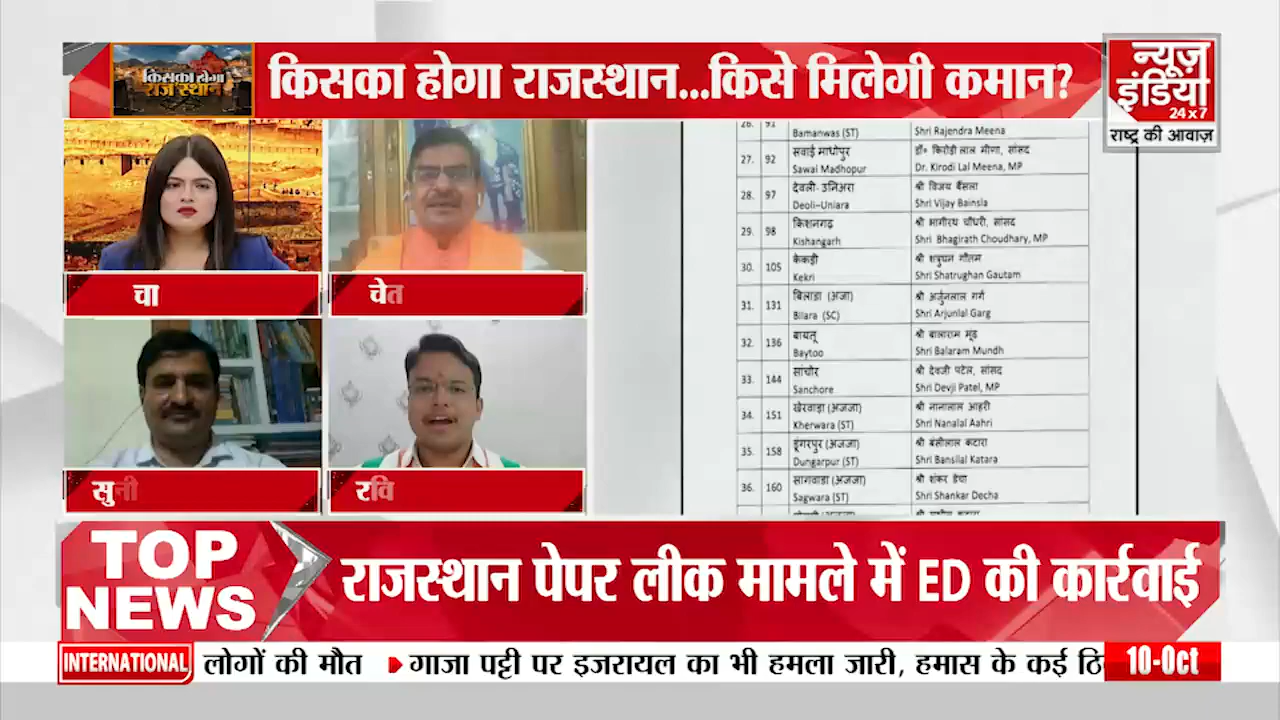 किसका होगा
राजस्थान
किसका होगा राजस्थान...किसे मिलेगी कमान?
न्यूज़
इंडिया
24x7
राष्ट्र की आवाज़
चा
चेत
सुनी
रवि
26. 91 Bamanwas (ST) Shri Rajendra Meena
27. 92 सवाई माधोपुर डॉ॰ किरोड़ी लाल मीणा, सांसद
Sawai Madhopur Dr. Kirodi Lal Meena, MP
28. 97 देवली-उनिअरा श्री विजय बैंसला
Deoli–Uniara Shri Vijay Bainsla
29. 98 किशनगढ़ श्री भागीरथ चौधरी, सांसद
Kishangarh Shri Bhagirath Choudhary, MP
30. 105 केकड़ी श्री शत्रुघन गौतम
Kekri Shri Shatrughan Gautam
31. 131 बिलाडा (अजा) श्री अर्जुनलाल गर्ग
Bilara (SC) Shri Arjunlal Garg
32. 136 बायतू श्री बालाराम मूढ़
Baytoo Shri Balaram Mundh
33. 144 सांचोर श्री देवजी पटेल, सांसद
Sanchore Shri Devji Patel, MP
34. 151 खेरवाड़ा (अजजा) श्री नानालाल आहरी
Kherwara (ST) Shri Nanalal Aahri
35. 158 डूंगरपुर (अजजा) श्री बंसीलाल कटारा
Dungarpur (ST) Shri Bansilal Katara
36. 160 सागवाडा (अजजा) श्री शंकर डेचा
Sagwara (ST) Shri Shankar Decha
TOP
NEWS
राजस्थान पेपर लीक मामले में ED की कार्रवाई
INTERNATIONAL लोगों की मौत गाजा पट्टी पर इजरायल का भी हमला जारी, हमास के कई 10-Oct